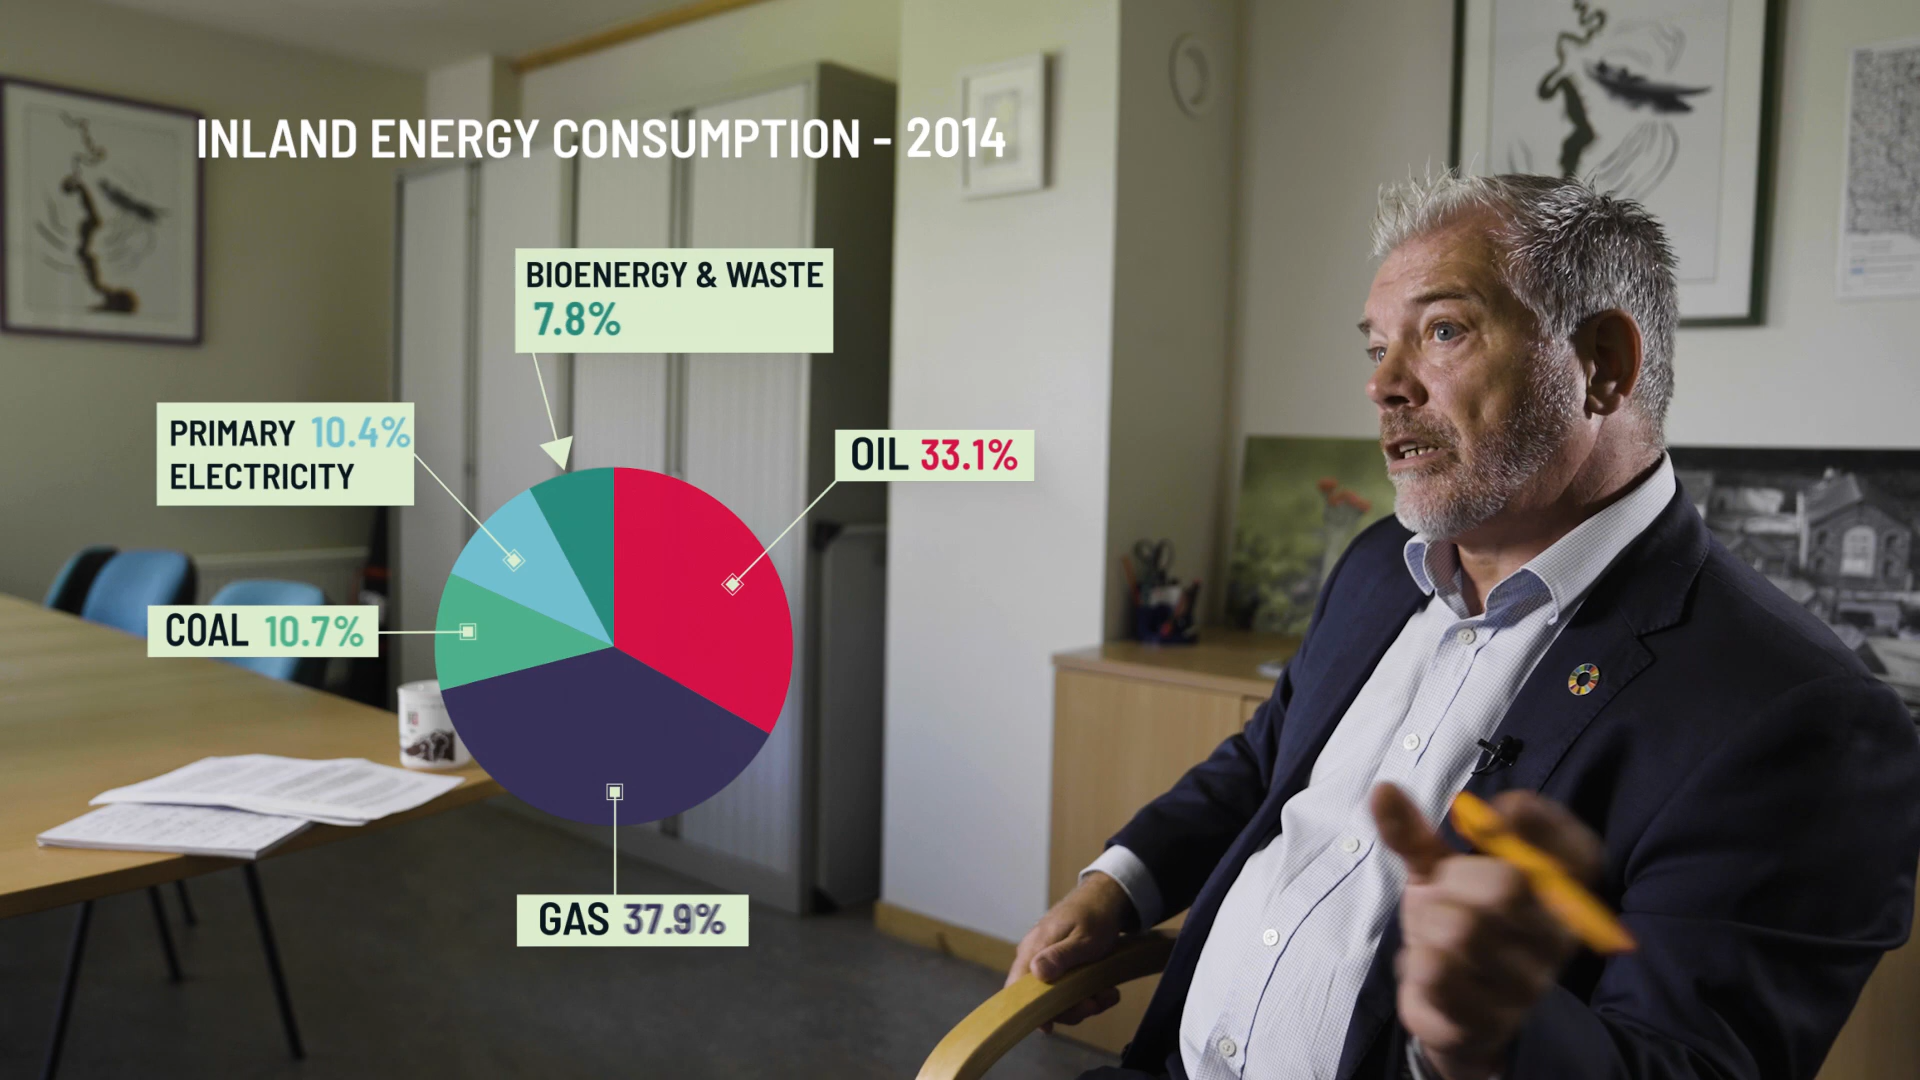 INLAND ENERGY CONSUMPTION - 2014
BIOENERGY & WASTE
7.8%
PRIMARY 10.4%
ELECTRICITY
OIL 33.1%
COAL 10.7%
GAS 37.9%